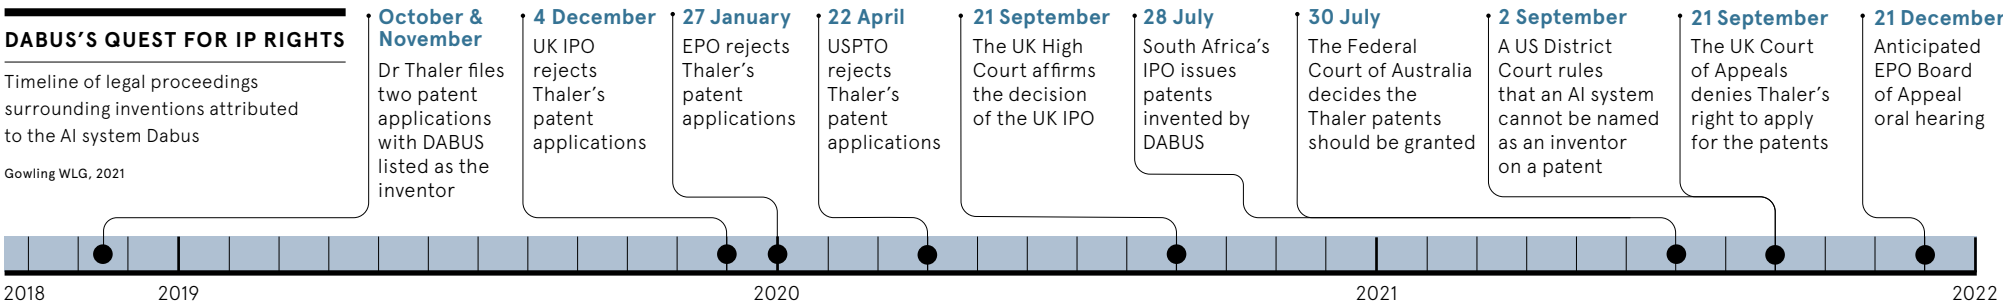 DABUS'S QUEST FOR IP RIGHTS
Timeline of legal proceedings
surrounding inventions attributed
to the AI system Dabus
Gowling WLG, 2021
October &
November
Dr Thaler files
two patent
applications
with DABUS
listed as the
inventor
4 December
UK IPO
rejects
Thaler's
patent
applications
27 January
EPO rejects
Thaler's
patent
applications
22 April
USPTO
rejects
Thaler's
patent
applications
21 September
The UK High
Court affirms
the decision
of the UK IPO
28 July
South Africa's
IPO issues
patents
invented by
DABUS
30 July
The Federal
Court of Australia
decides the
Thaler patents
should be granted
2 September
A US District
Court rules
that an AI system
cannot be named
as an inventor
on a patent
21 September
The UK Court
of Appeals
denies Thaler's
right to apply
for the patents
21 December
Anticipated
EPO Board
of Appeal
oral hearing
2018
2019
2020
2021
2022